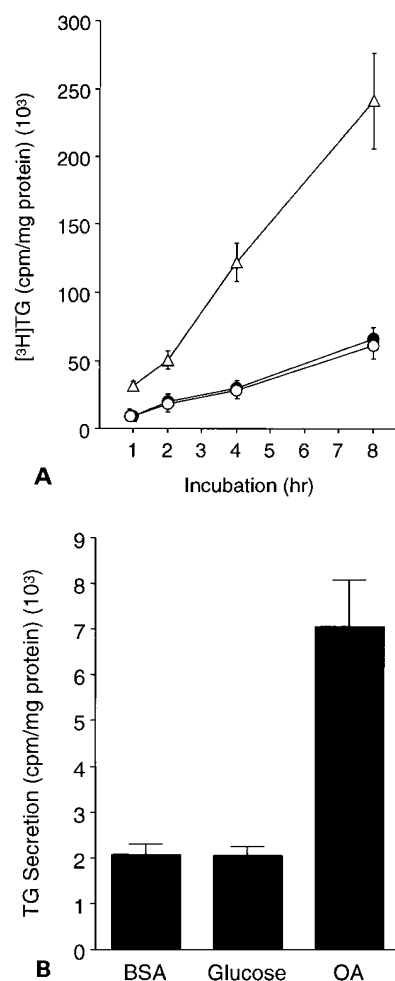 300
250
200
150
100
50
0
[³H]TG (cpm/mg protein) (10³)
1 2 3 4 5 6 7 8
Incubation (hr)
A
9
8
7
6
5
4
3
2
1
0
TG Secretion (cpm/mg protein) (10³)
BSA Glucose OA
B